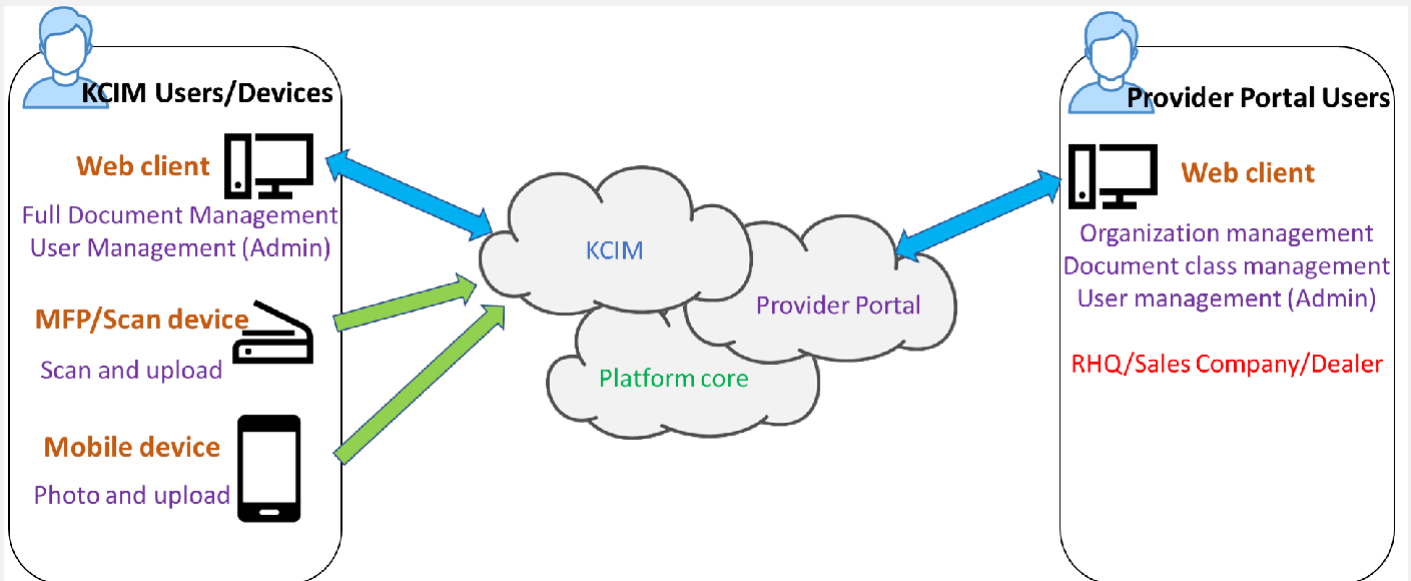 KCIM Users/Devices
Web client
Full Document Management
User Management (Admin)
MFP/Scan device
Scan and upload
Mobile device
Photo and upload
KCIM
Provider Portal
Platform core
Provider Portal Users
Web client
Organization management
Document class management
User management (Admin)
RHQ/Sales Company/Dealer